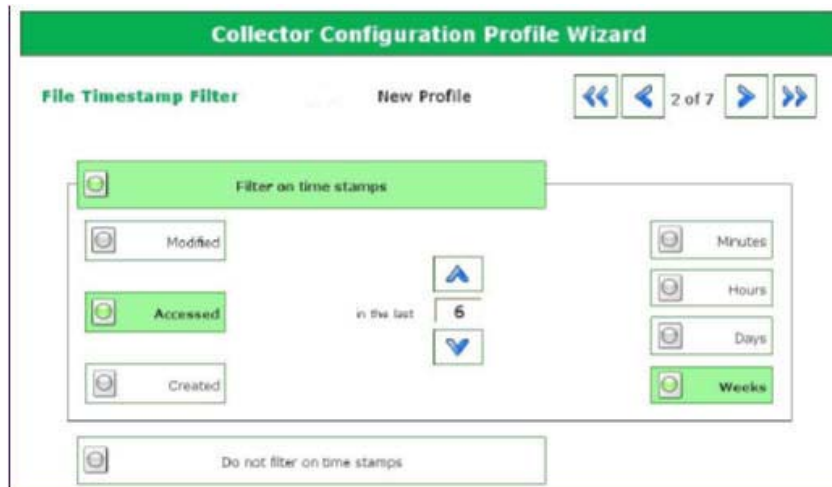 Collector Configuration Profile Wizard
File Timestamp Filter New Profile 2 of 7
Filter on time stamps
Modified Minutes
Hours
Accessed in the last 6
Days
Created Weeks
Do not filter on time stamps